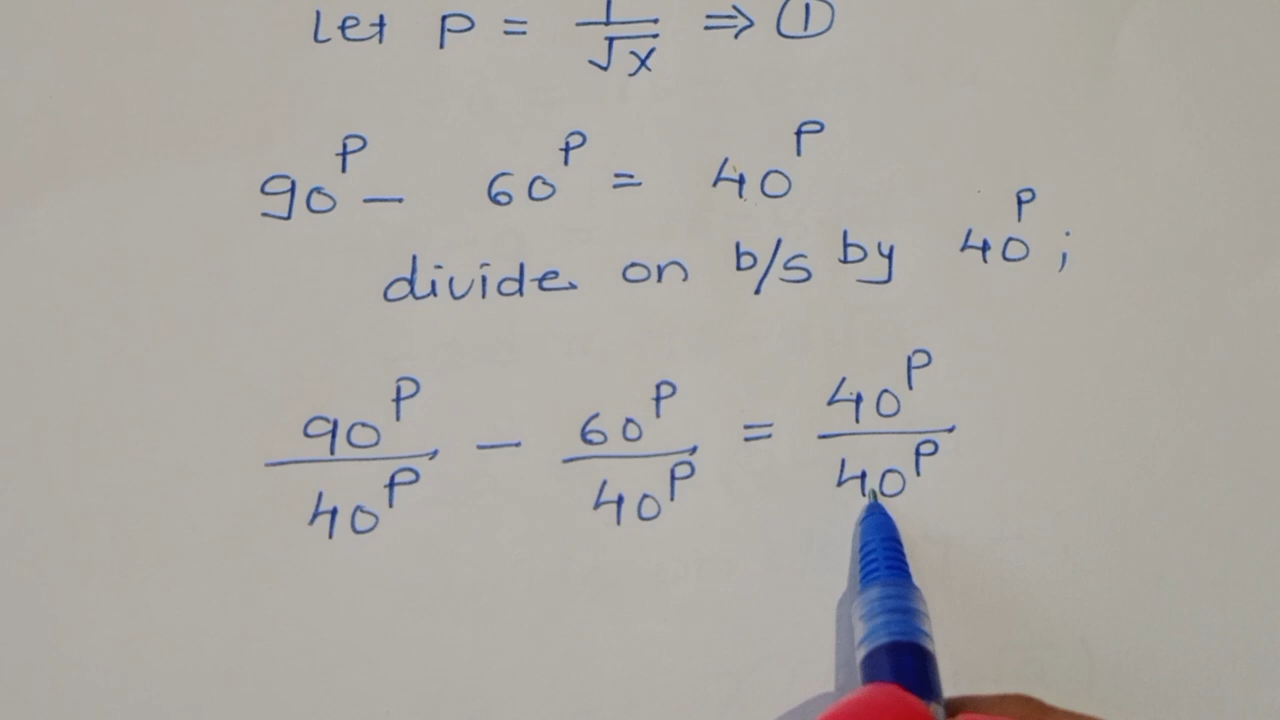 Let P = 1/√x ⇒ ①
90^P - 60^P = 40^P
divide on b/s by 40^P ;
90^P/40^P - 60^P/40^P = 40^P/40^P